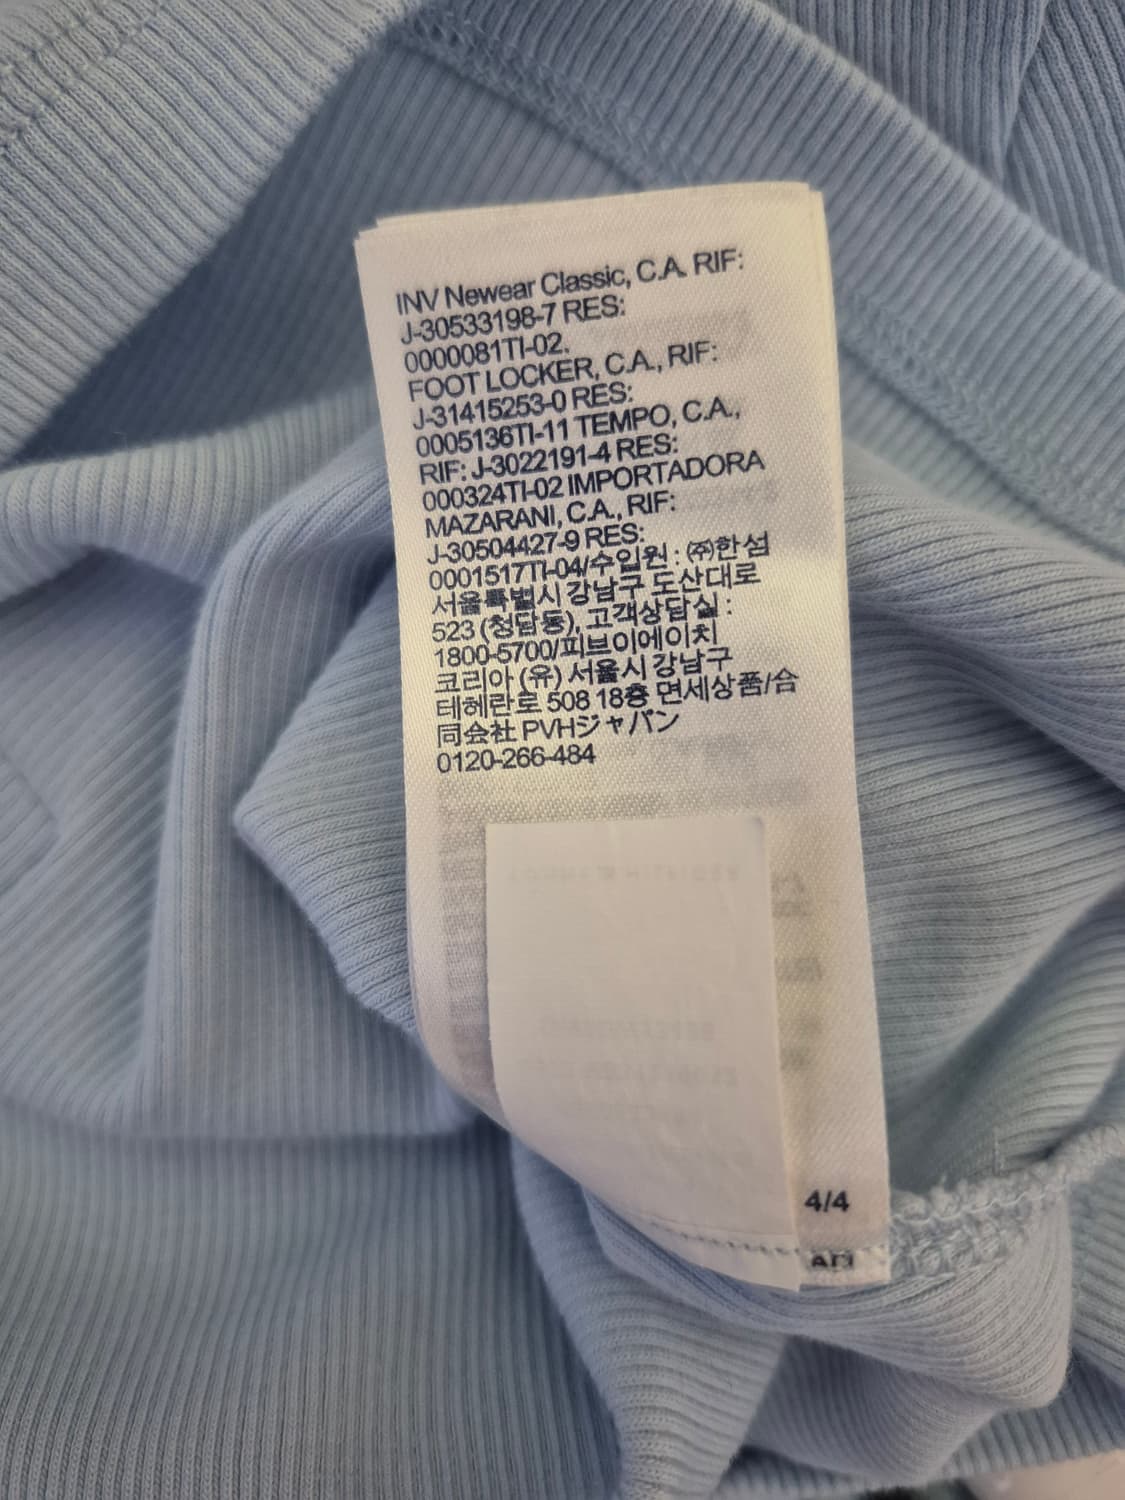 INV Newear Classic, C.A. RIF:
J-30533198-7 RES:
0000081TI-02.
FOOT LOCKER, C.A., RIF:
J-31415253-0 RES:
0005136TI-11 TEMPO, C.A.,
RIF: J-3022191-4 RES:
000324TI-02 IMPORTADORA
MAZARANI, C.A., RIF:
J-30504427-9 RES:
0001517TI-04/수입원 : ㈜한섬
서울특별시 강남구 도산대로
523 (청담동), 고객상담실 :
1800-5700/피브이에이치
코리아 (유) 서울시 강남구
테헤란로 508 18층 면세상품/合
同会社 PVHジャパン
0120-266-484
4/4